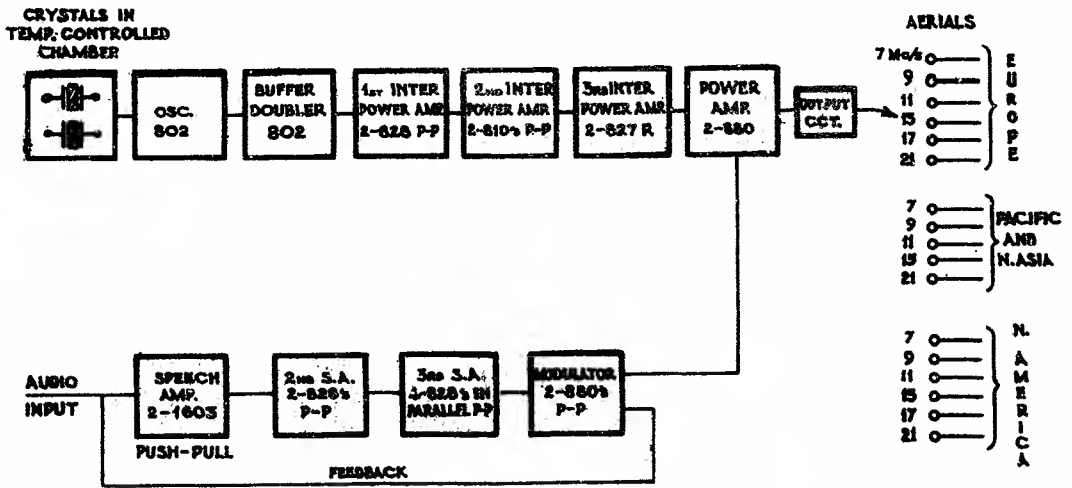 CRYSTALS IN
TEMP. CONTROLLED
CHAMBER
OSC.
802
BUFFER
DOUBLER
802
1ST INTER
POWER AMP.
2-828 P-P
2ND INTER
POWER AMP.
2-810's P-P
3RD INTER
POWER AMP.
2-827 R
POWER
AMP.
2-880
OUTPUT
CCT.
AERIALS
7 Mc/s
9
11
15
17
21
EUROPE
7
9
11
15
21
PACIFIC
AND
N.ASIA
7
9
11
15
17
21
N. AMERICA
AUDIO
INPUT
SPEECH
AMP.
2-1603
PUSH-PULL
2ND S.A.
2-828's
P-P
3RD S.A.
PARALLEL P-P
MODULATOR
2-880's
P-P
FEEDBACK